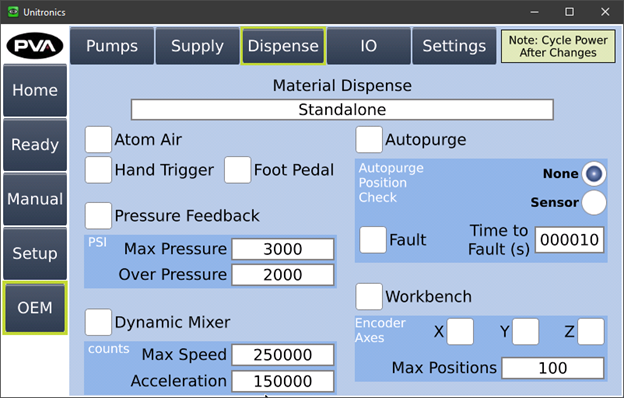 Unitronics
PVA
Pumps
Supply
Dispense
IO
Settings
Note: Cycle Power
After Changes
Home
Ready
Manual
Setup
OEM
Material Dispense
Standalone
Atom Air
Hand Trigger
Foot Pedal
Pressure Feedback
PSI
Max Pressure 3000
Over Pressure 2000
Dynamic Mixer
counts
Max Speed 250000
Acceleration 150000
Autopurge
Autopurge
Position
Check
None
Sensor
Fault
Time to
Fault (s)
000010
Workbench
Encoder
Axes
X
Y
Z
Max Positions 100